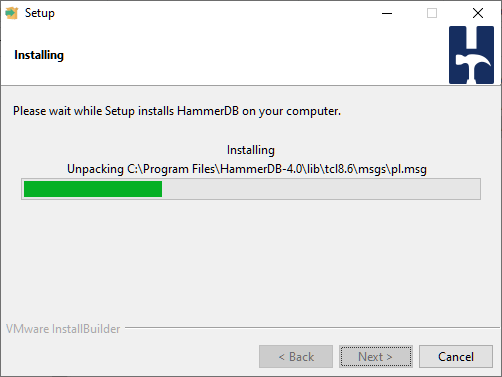 Setup
Installing
Please wait while Setup installs HammerDB on your computer.
Installing
Unpacking C:\Program Files\HammerDB-4.0\lib\tcl8.6\msgs\pl.msg
VMware InstallBuilder
< Back
Next >
Cancel